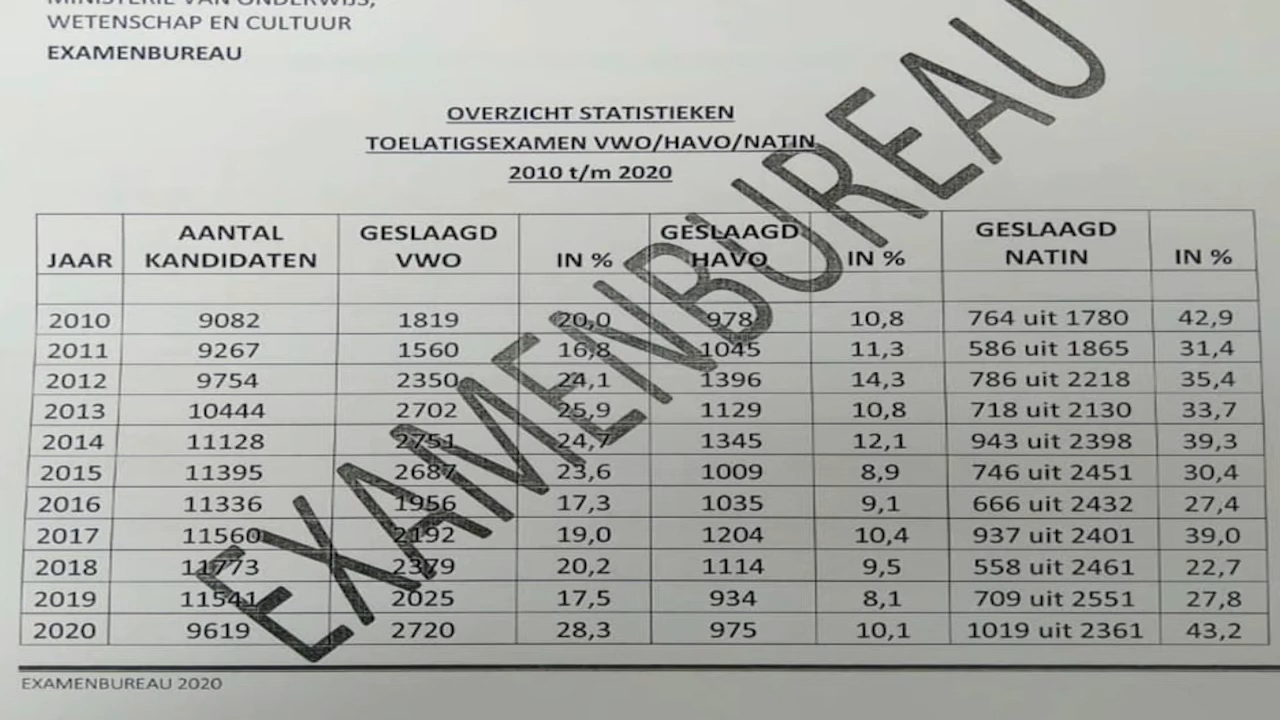 MINISTERIE VAN ONDERWIJS,
WETENSCHAP EN CULTUUR
EXAMENBUREAU
OVERZICHT STATISTIEKEN
TOELATIGSEXAMEN VWO/HAVO/NATIN
2010 t/m 2020
JAAR AANTAL KANDIDATEN GESLAAGD VWO IN % GESLAAGD HAVO IN % GESLAAGD NATIN IN %
2010 9082 1819 20,0 978 10,8 764 uit 1780 42,9
2011 9267 1560 16,8 1045 11,3 586 uit 1865 31,4
2012 9754 2350 24,1 1396 14,3 786 uit 2218 35,4
2013 10444 2702 25,9 1129 10,8 718 uit 2130 33,7
2014 11128 2751 24,7 1345 12,1 943 uit 2398 39,3
2015 11395 2687 23,6 1009 8,9 746 uit 2451 30,4
2016 11336 1956 17,3 1035 9,1 666 uit 2432 27,4
2017 11560 2192 19,0 1204 10,4 937 uit 2401 39,0
2018 11773 2379 20,2 1114 9,5 558 uit 2461 22,7
2019 11541 2025 17,5 934 8,1 709 uit 2551 27,8
2020 9619 2720 28,3 975 10,1 1019 uit 2361 43,2
EXAMENBUREAU 2020
EXAMENBUREAU